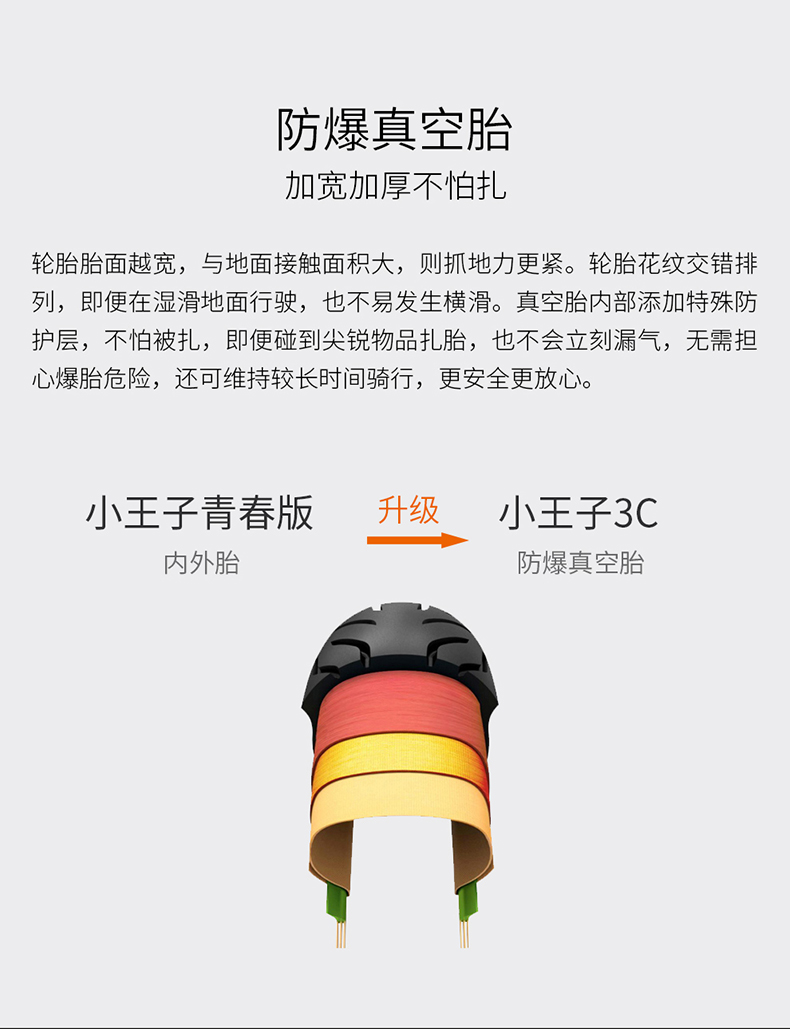 防爆真空胎
加宽加厚不怕扎
轮胎胎面越宽，与地面接触面积大，则抓地力更紧。轮胎花纹交错排
列，即便在湿滑地面行驶，也不易发生横滑。真空胎内部添加特殊防
护层，不怕被扎，即便碰到尖锐物品扎胎，也不会立刻漏气，无需担
心爆胎危险，还可维持较长时间骑行，更安全更放心。
小王子青春版
升级
小王子3C
内外胎
防爆真空胎